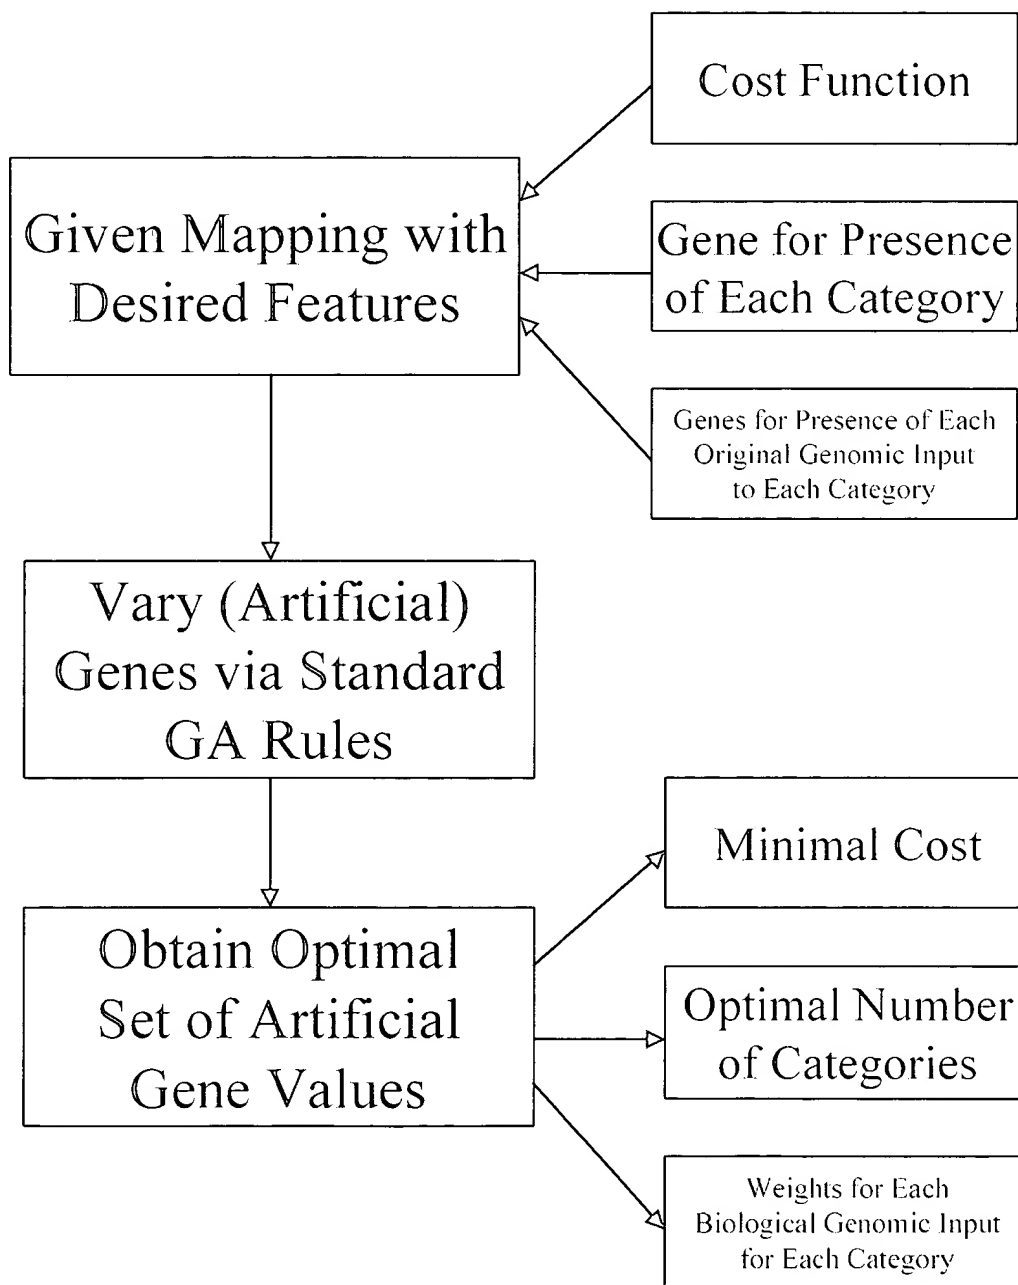 Cost Function
Given Mapping with
Desired Features
Gene for Presence
of Each Category
Genes for Presence of Each
Original Genomic Input
to Each Category
Vary (Artificial)
Genes via Standard
GA Rules
Minimal Cost
Obtain Optimal
Set of Artificial
Gene Values
Optimal Number
of Categories
Weights for Each
Biological Genomic Input
for Each Category